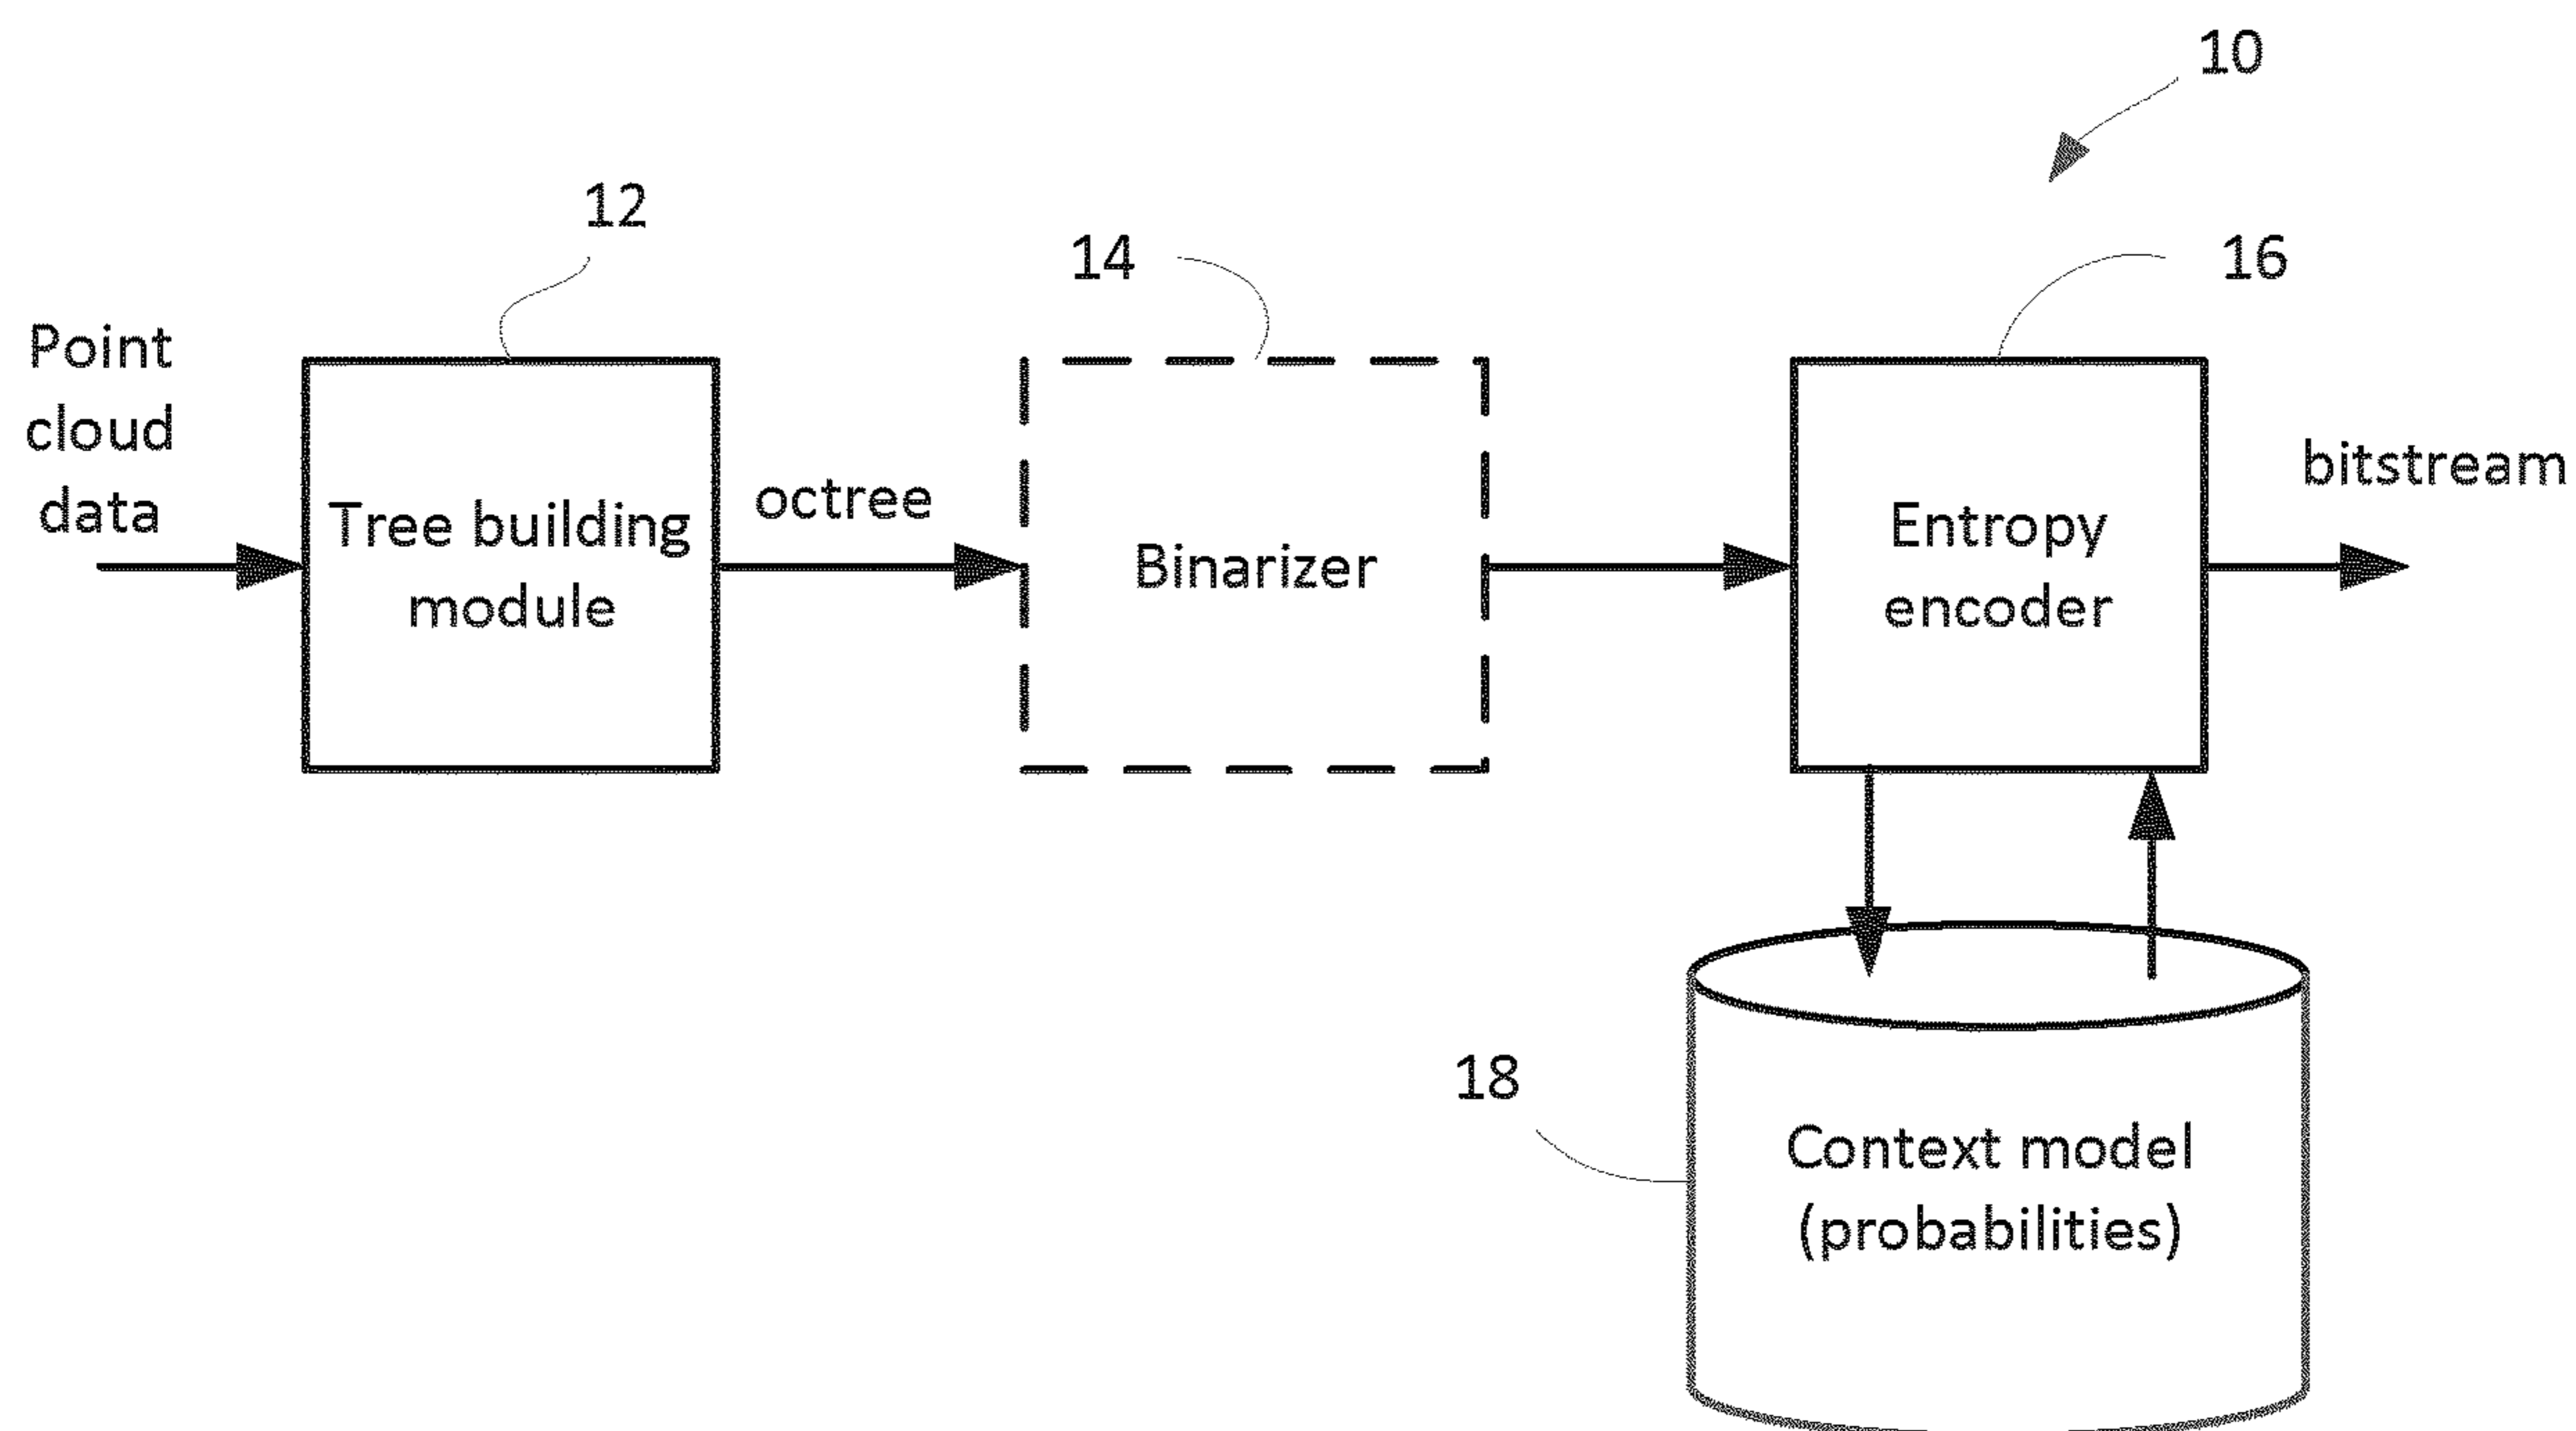 10
12
14
16
Point
cloud
data
Tree building
module
octree
Binarizer
Entropy
encoder
bitstream
18
Context model
(probabilities)